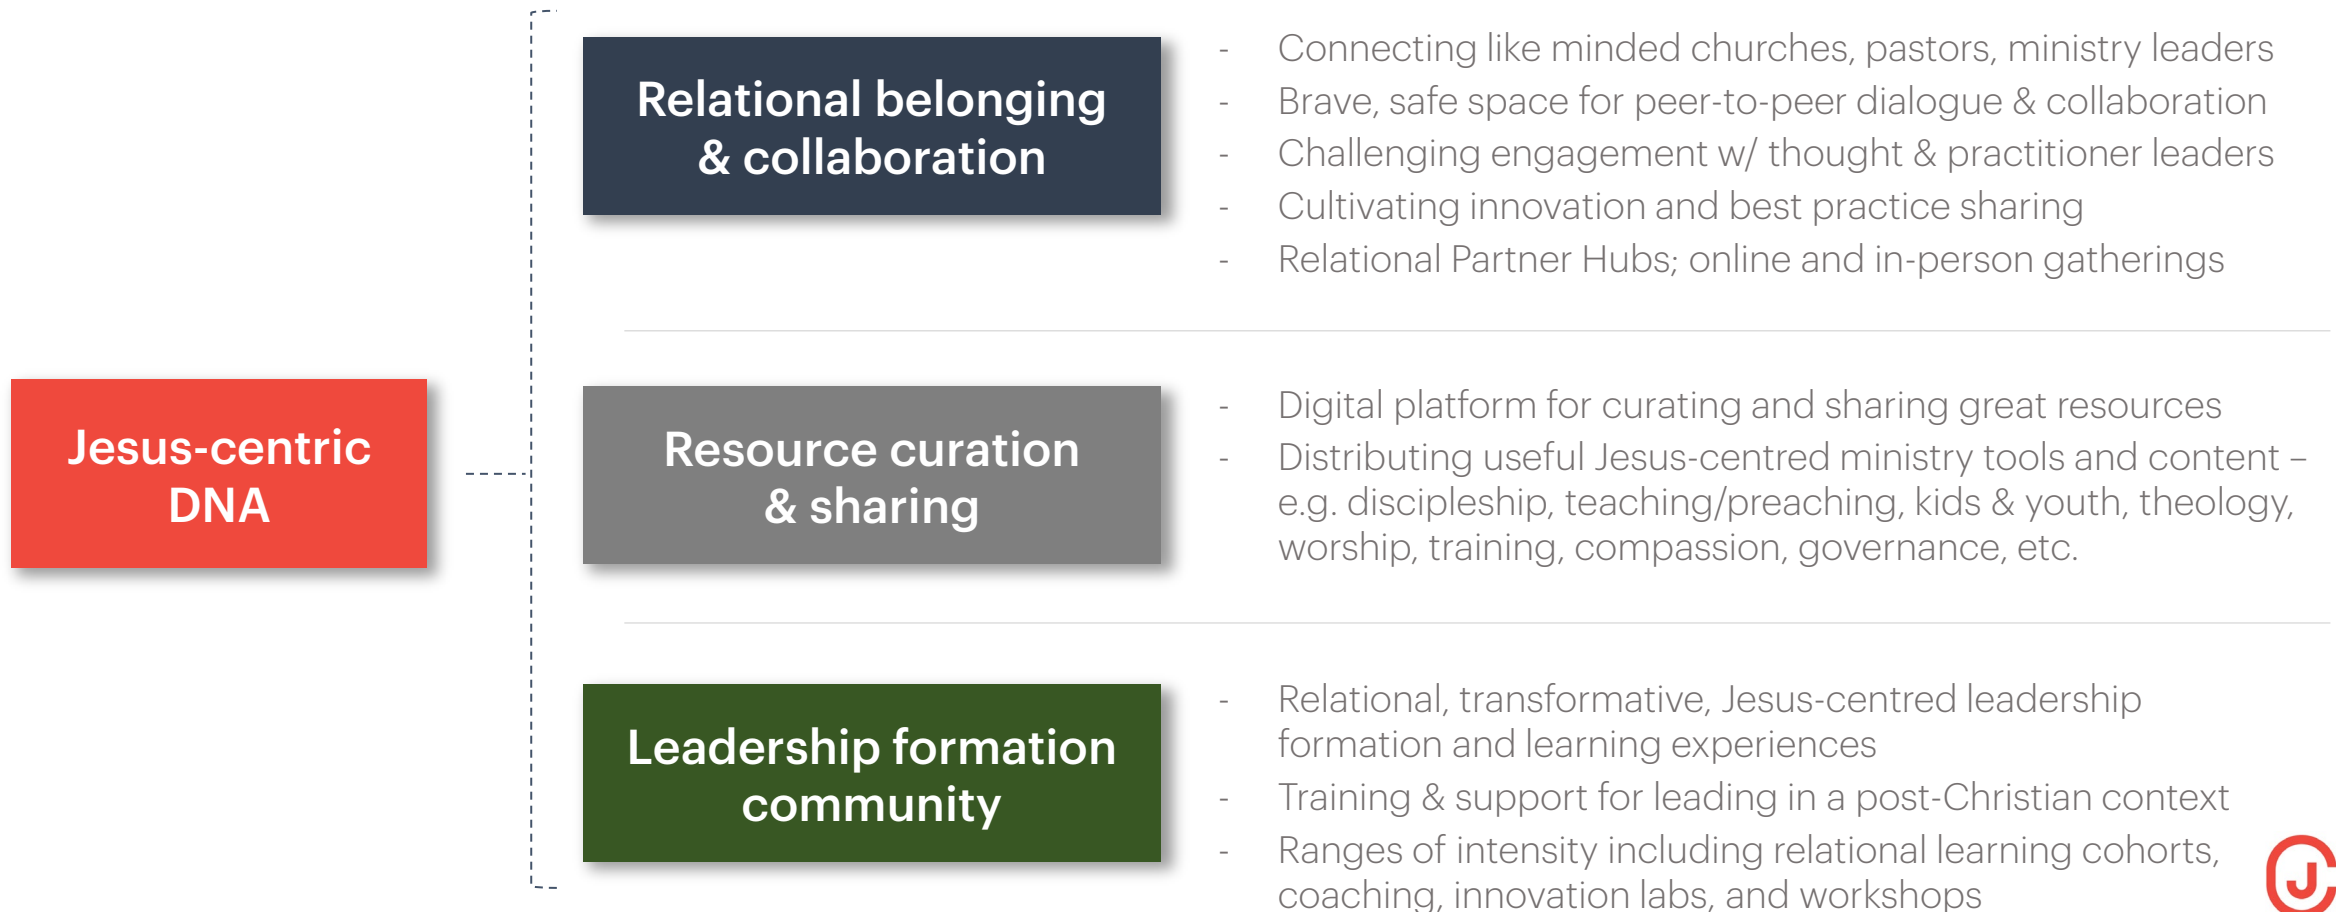 Jesus-centric
DNA
Relational belonging
& collaboration
- Connecting like minded churches, pastors, ministry leaders
- Brave, safe space for peer-to-peer dialogue & collaboration
- Challenging engagement w/ thought & practitioner leaders
- Cultivating innovation and best practice sharing
- Relational Partner Hubs; online and in-person gatherings
Resource curation
& sharing
- Digital platform for curating and sharing great resources
- Distributing useful Jesus-centred ministry tools and content –
e.g. discipleship, teaching/preaching, kids & youth, theology,
worship, training, compassion, governance, etc.
Leadership formation
community
- Relational, transformative, Jesus-centred leadership
formation and learning experiences
- Training & support for leading in a post-Christian context
- Ranges of intensity including relational learning cohorts,
coaching, innovation labs, and workshops
J